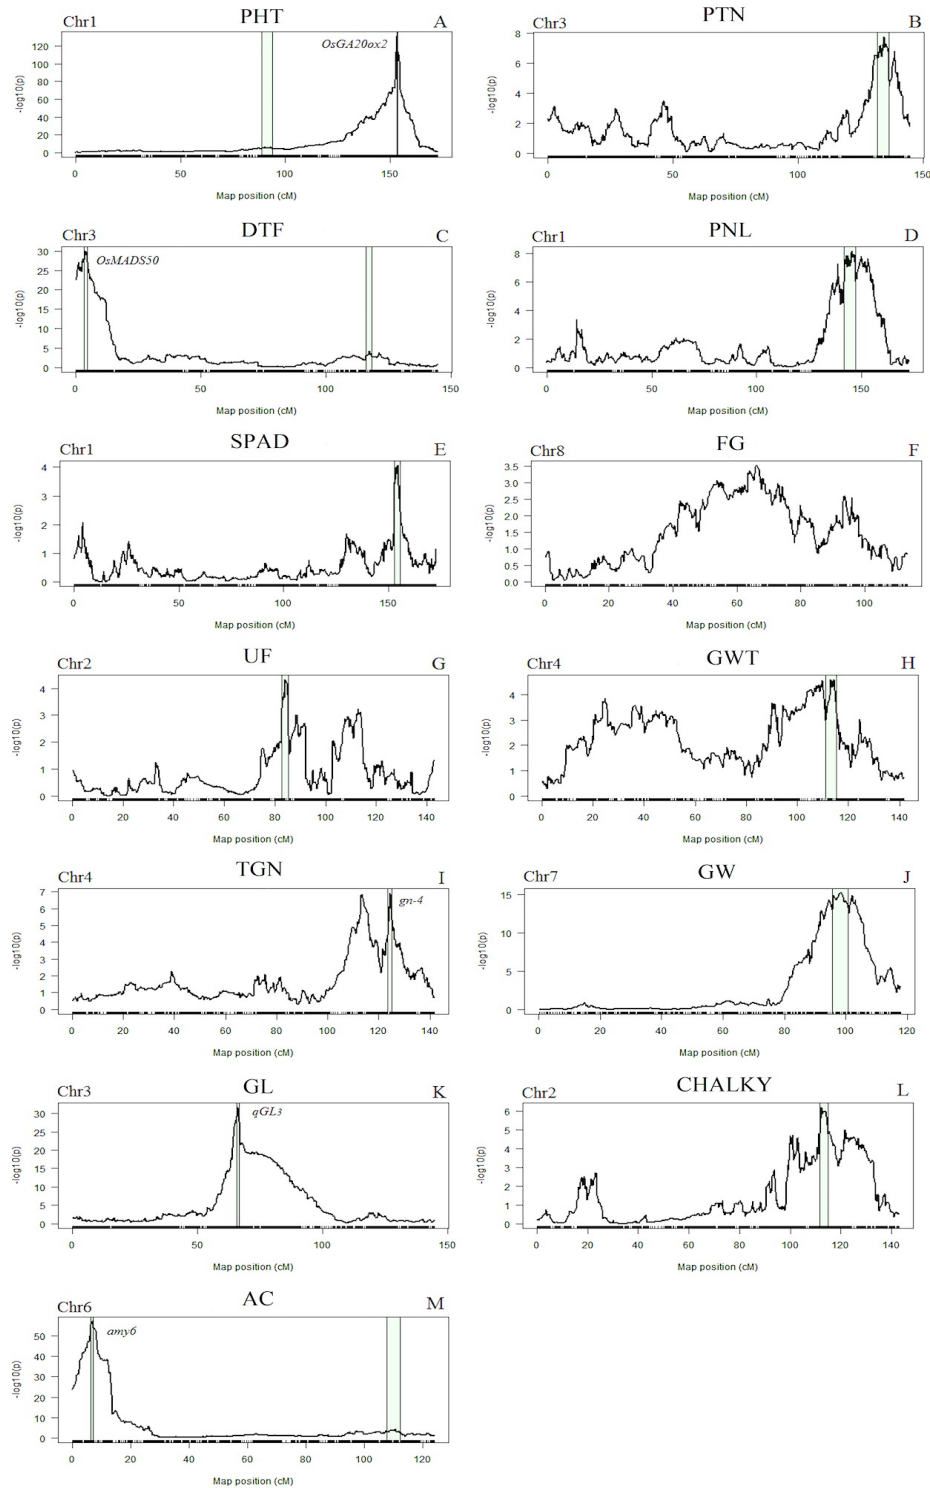 Chr1 PHT A
OsGA20ox2
120
100
80
60
40
20
0
-log10(p)
0 50 100 150
Map position (cM)
Chr3 PTN B
8
6
4
2
0
-log10(p)
0 50 100 150
Map position (cM)
Chr3 DTF C
OsMADS50
30
25
20
15
10
5
0
-log10(p)
0 50 100 150
Map position (cM)
Chr1 PNL D
8
6
4
2
0
-log10(p)
0 50 100 150
Map position (cM)
Chr1 SPAD E
4
3
2
1
0
-log10(p)
0 50 100 150
Map position (cM)
Chr8 FG F
3.5
3.0
2.5
2.0
1.5
1.0
0.5
0.0
-log10(p)
0 20 40 60 80 100
Map position (cM)
Chr2 UF G
4
3
2
1
0
-log10(p)
0 20 40 60 80 100 120 140
Map position (cM)
Chr4 GWT H
4
3
2
1
0
-log10(p)
0 20 40 60 80 100 120 140
Map position (cM)
Chr4 TGN I
gn-4
7
6
5
4
3
2
1
0
-log10(p)
0 20 40 60 80 100 120 140
Map position (cM)
Chr7 GW J
15
10
5
0
-log10(p)
0 20 40 60 80 100 120
Map position (cM)
Chr3 GL K
qGL3
30
25
20
15
10
5
0
-log10(p)
0 50 100 150
Map position (cM)
Chr2 CHALKY L
6
5
4
3
2
1
0
-log10(p)
0 20 40 60 80 100 120 140
Map position (cM)
Chr6 AC M
amy6
50
40
30
20
10
0
-log10(p)
0 20 40 60 80 100 120
Map position (cM)